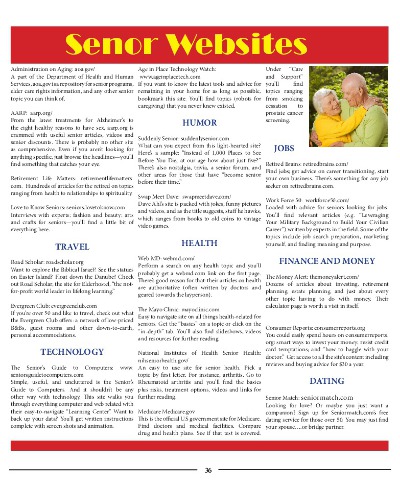 Senor Websites
Administration on Aging: aoa.gov/
A part of the Department of Health and Human
Services, aoa.gov is a repository for senior programs,
elder care rights information, and any other senior
topic you can think of.
AARP: aarp.org/
From the latest treatments for Alzheimer's to
the eight healthy reasons to have sex, aarp.org is
crammed with useful senior articles, videos and
senior discounts. There is probably no other site
as comprehensive. Even if you aren't looking for
anything specific, just browse the headlines—you'll
find something that catches your eye.
Retirement Life Matters: retirementlifematters.
com. Hundreds of articles for the retired on topics
ranging from health to relationships to spirituality.
Love to Know Seniors: seniors.lovetoknow.com
Interviews with experts; fashion and beauty; arts
and crafts for seniors—you'll find a little bit of
everything here.
TRAVEL
Road Scholar: roadscholar.org
Want to explore the Biblical Israel? See the statues
on Easter Island? Float down the Danube? Check
out Road Scholar, the site for Elderhood, "the not-
for-profit world leader in lifelong learning."
Evergreen Club: evergreenclub.com
If you're over 50 and like to travel, check out what
the Evergreen Club offers: a network of low priced
B&Bs, guest rooms and other down-to-earth,
personal accommodations.
TECHNOLOGY
The Senior's Guide to Computers: www.
seniorsguidetocomputers.com
Simple, useful, and uncluttered is the Senior's
Guide to Computers. And it shouldn't be any
other way with technology. This site walks you
through everything computer and web related with
their easy-to-navigate "Learning Center". Want to
back up your data? You'll get written instructions
complete with screen shots and animation.
Age in Place Technology Watch:
www.ageinplacetech.com
If you want to know the latest tools and advice for
remaining in your home for as long as possible,
bookmark this site. You'll find topics (robots for
caregiving) that you never knew existed.
HUMOR
Suddenly Senior: suddenlysenior.com
What can you expect from this light-hearted site?
Here's a sample: "Instead of 1,000 Places to See
Before You Die, at our age how about just five?"
There's also nostalgia, trivia, a senior forum, and
other areas for those that have "become senior
before their time."
Swap Meet Dave: swapmeetdave.com/
Dave Ailk's site is packed with jokes, funny pictures
and videos, and as the title suggests, stuff he hawks,
which ranges from books to old coins to vintage
video games.
HEALTH
Web MD: webmd.com/
Perform a search on any health topic and you'll
probably get a webmd.com link on the first page.
There's good reason for that: their articles on health
are authoritative (often written by doctors and
geared towards the layperson).
The Mayo Clinic: mayoclinic.com
Easy to navigate site on all things health-related for
seniors. Get the "basics" on a topic or click on the
"in depth" tab. You'll also find slideshows, videos
and resources for further reading.
National Institutes of Health Senior Health:
nihseniorhealth.gov/
An easy to use site for senior health. Pick a
topic by first letter. For instance, arthritis. Go to
Rheumatoid arthritis and you'll find the basics
plus risks, treatment options, videos and links for
further reading.
Medicare: Medicare.gov
This is the official U.S. government site for Medicare.
Find doctors and medical facilities. Compare
drug and health plans. See if that test is covered.
Under "Care
and Support"
you'll find
topics ranging
from smoking
cessation to
prostate cancer
screening.
JOBS
Retired Brains: retiredbrains.com/
Find jobs; get advice on career transitioning, start
your own business. There's something for any job
seeker on retiredbrains.com.
Work Force 50: workforce50.com/
Loaded with advice for seniors looking for jobs.
You'll find relevant articles (e.g. "Leveraging
Your Military Background to Build Your Civilian
Career") written by experts in the field. Some of the
topics include job search preparation, marketing
yourself, and finding meaning and purpose.
FINANCE AND MONEY
The Money Alert: themoneyalert.com/
Dozens of articles about investing, retirement
planning, estate planning and just about every
other topic having to do with money. Their
calculator page is worth a visit in itself.
Consumer Reports: consumerreports.org
You could easily spend hours on consumerreports.
org: smart ways to invest your money, retail credit
card temptations, and "how to haggle with your
doctor." Get access to all the site's content including
reviews and buying advice for $30 a year.
DATING
Senior Match: seniormatch.com
Looking for love? Or maybe you just want a
companion? Sign up for Seniormatch.com's free
dating service for those over 50. You may just find
your spouse….or bridge partner.
36